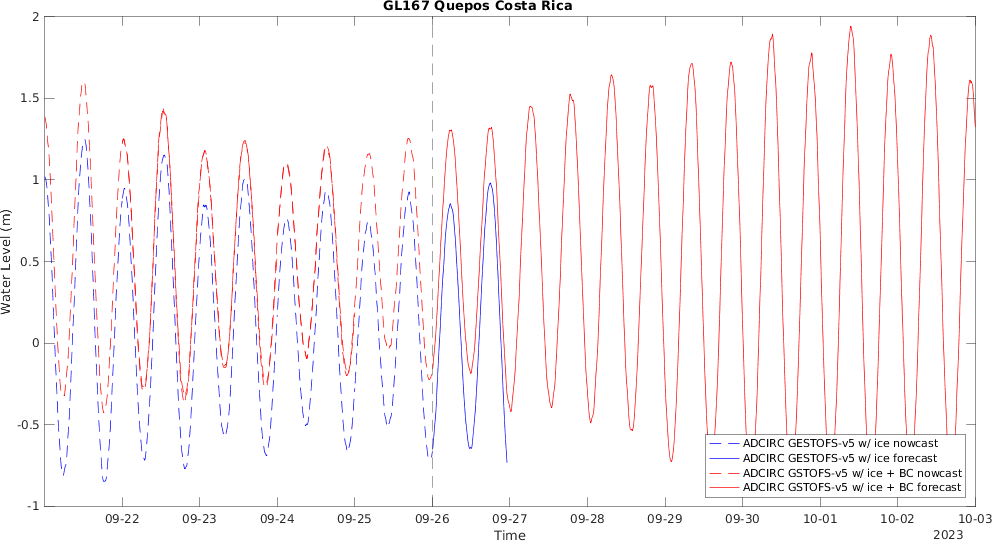 GL167 Quepos Costa Rica
Water Level (m)
2
1.5
1
0.5
0
-0.5
-1
ADCIRC GESTOFS-v5 w/ ice nowcast
ADCIRC GESTOFS-v5 w/ ice forecast
ADCIRC GSTOFS-v5 w/ ice + BC nowcast
ADCIRC GSTOFS-v5 w/ ice + BC forecast
09-22 09-23 09-24 09-25 09-26 09-27 09-28 09-29 09-30 10-01 10-02 10-03
Time
2023